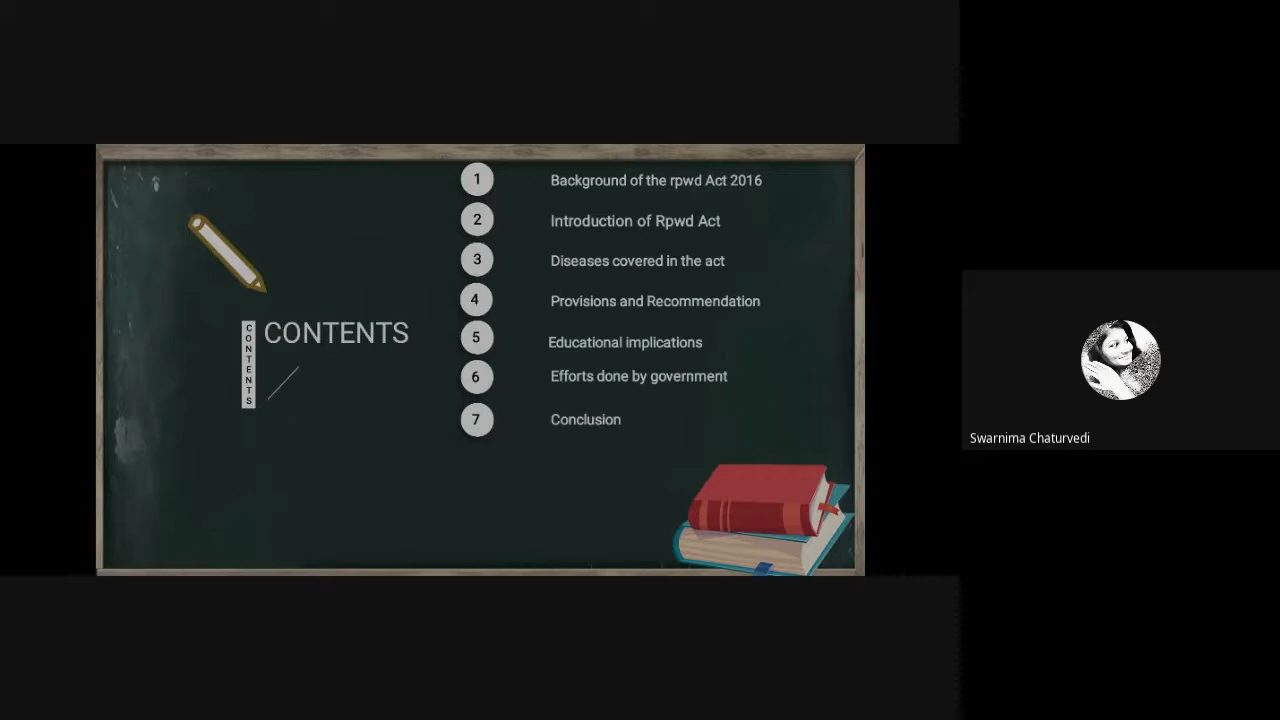 1 Background of the rpwd Act 2016
2 Introduction of Rpwd Act
3 Diseases covered in the act
4 Provisions and Recommendation
CONTENTS
CONTENTS
5 Educational implications
6 Efforts done by government
7 Conclusion
Swarnima Chaturvedi